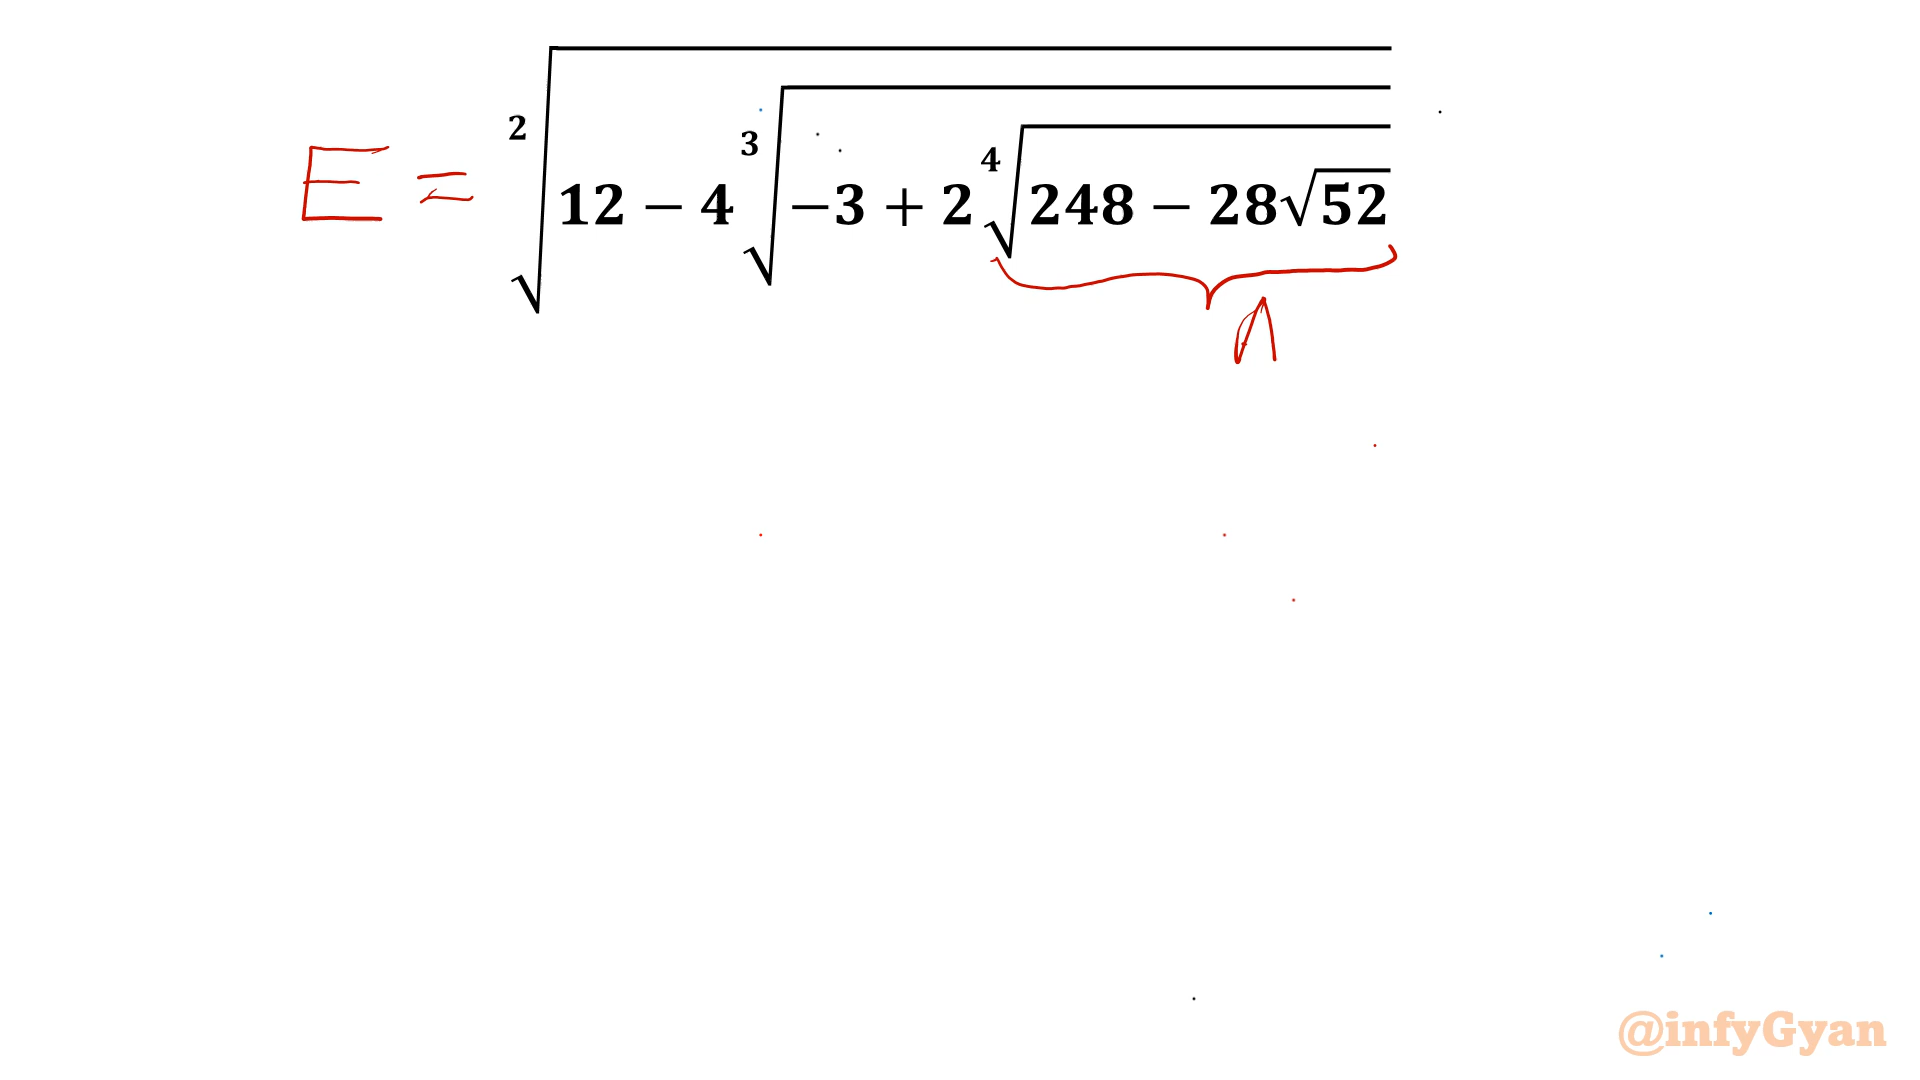 E = ²√12 − 4 ³√−3 + 2 ⁴√248 − 28√52
A
@infyGyan